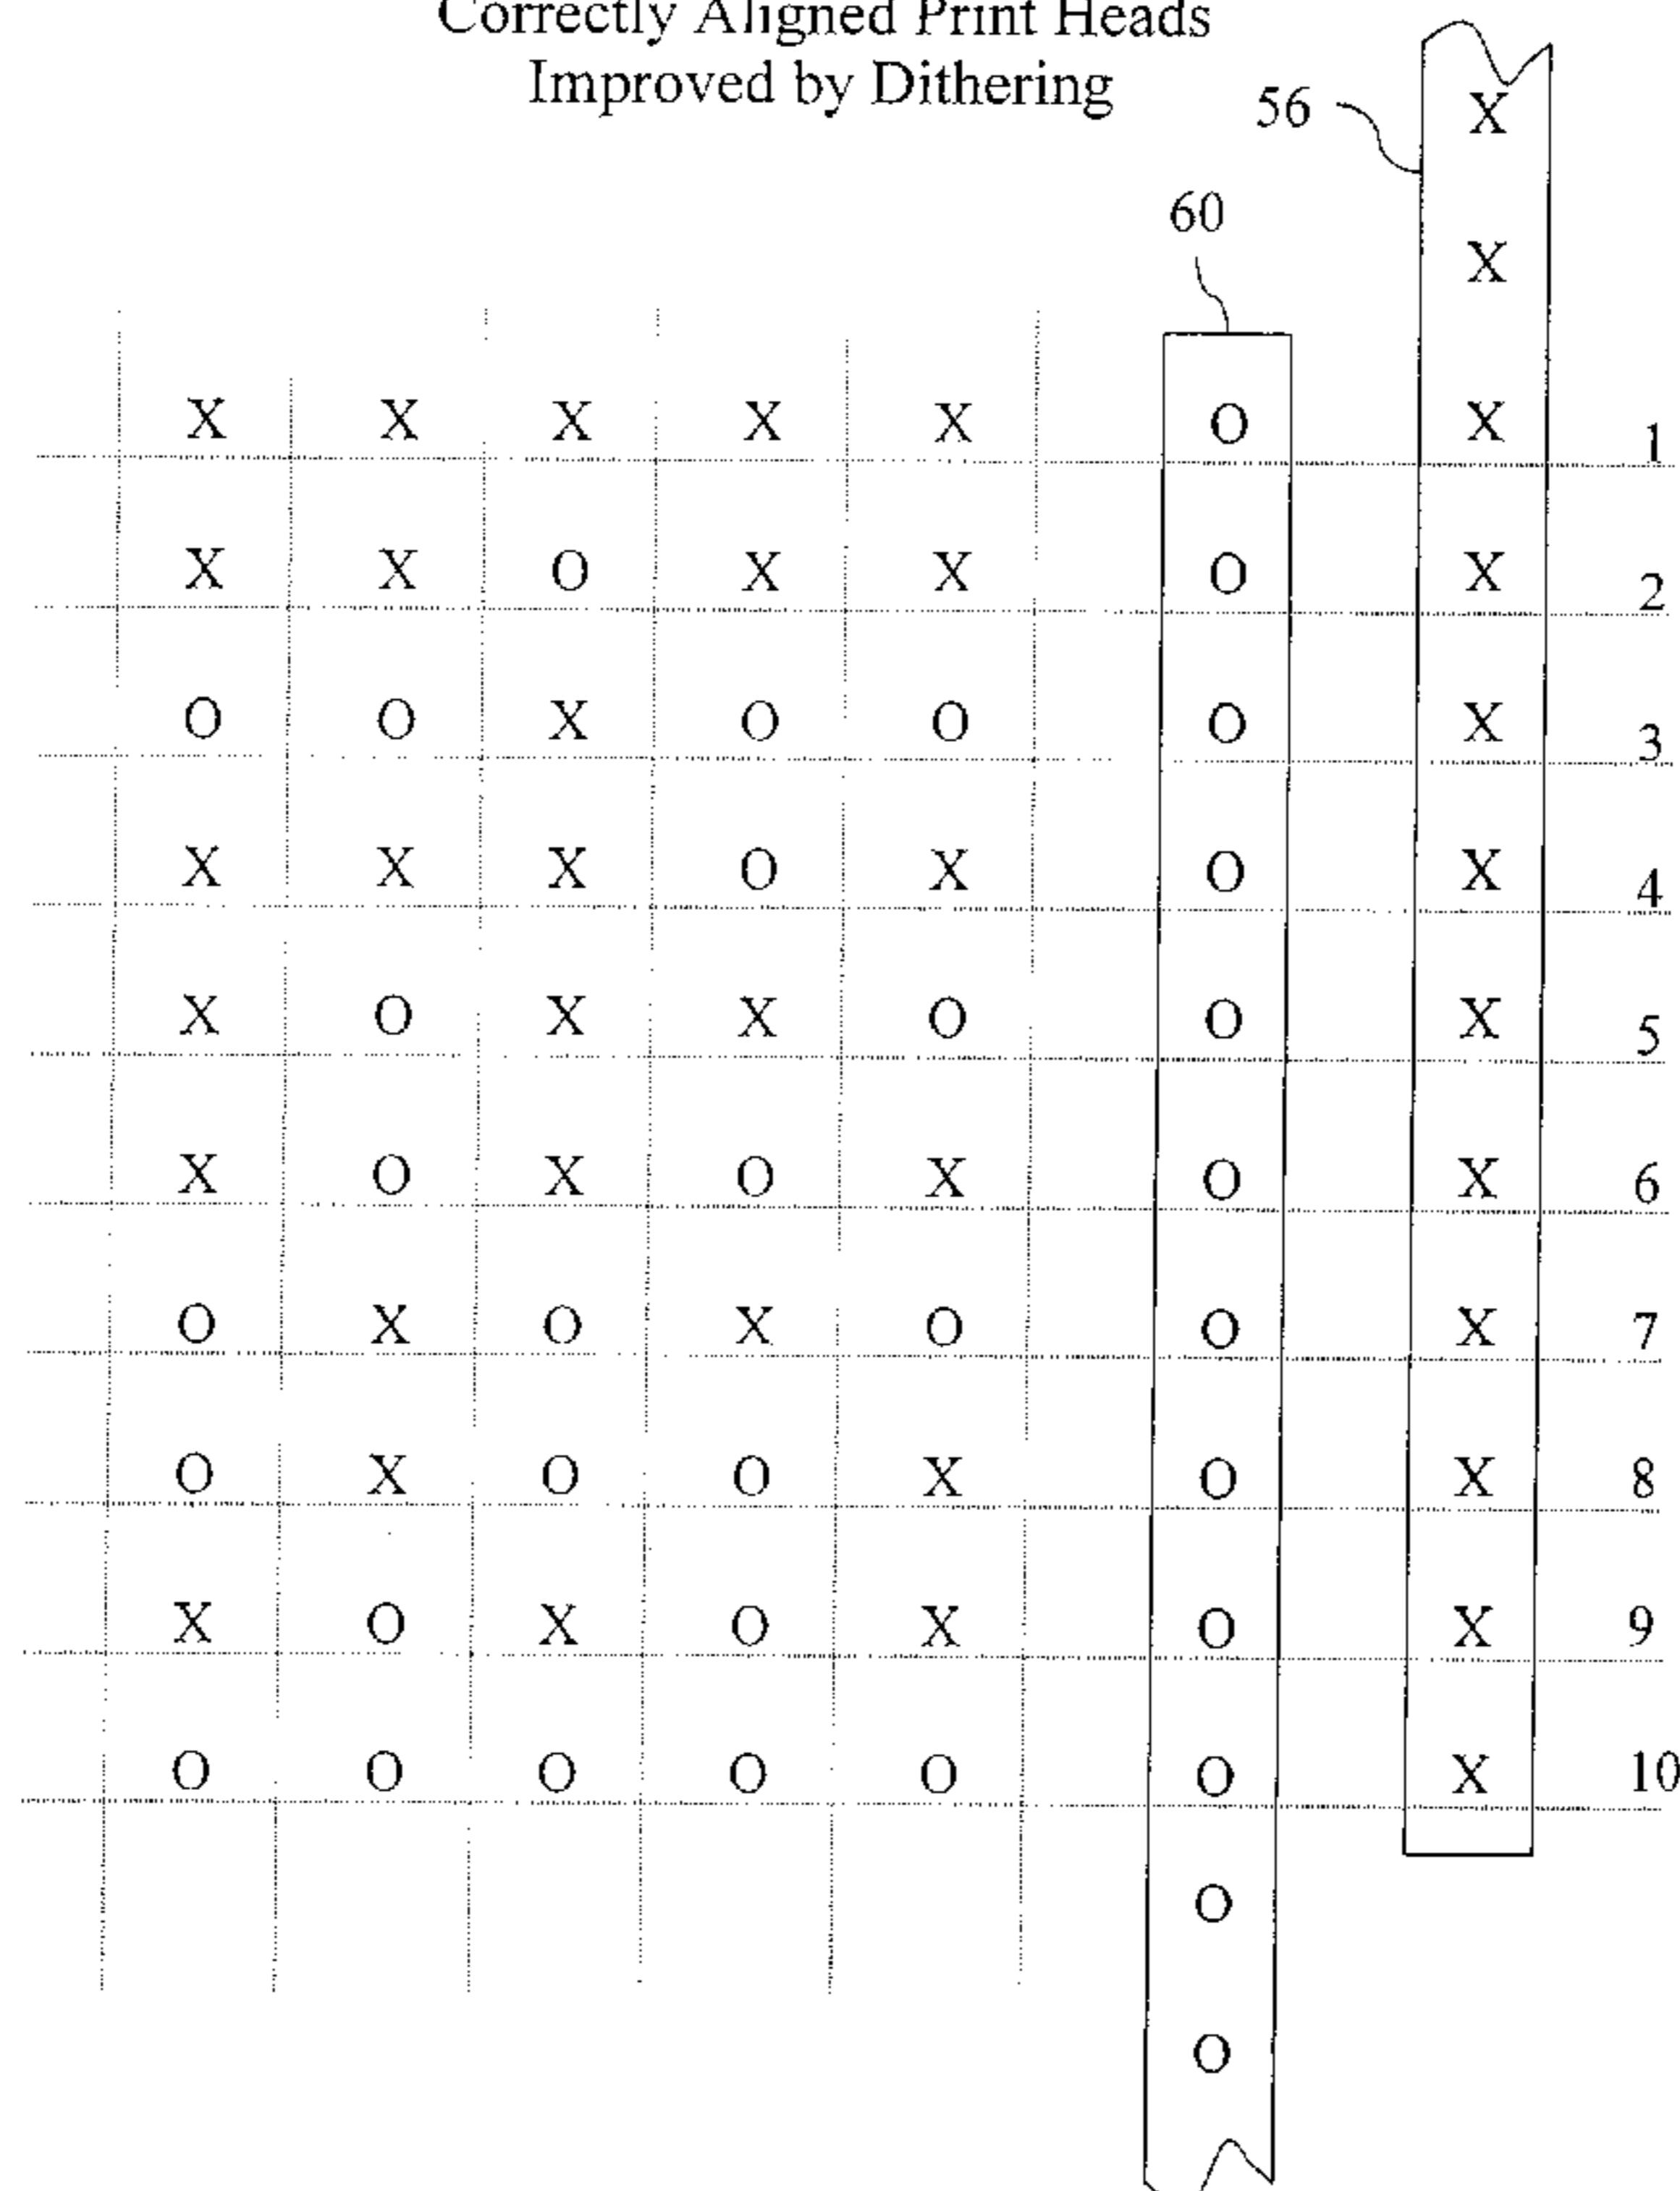 Correctly Aligned Print Heads
Improved by Dithering
56
X
60
X
X X X X X O X 1
X X O X X O X 2
O O X O O O X 3
X X X O X O X 4
X O X X O O X 5
X O X O X O X 6
O X O X O O X 7
O X O O X O X 8
X O X O X O X 9
O O O O O O X 10
O
O